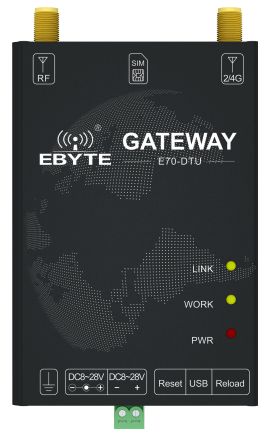 RF
SIM
2/4G
®
EBYTE
GATEWAY
E70-DTU
LINK
WORK
PWR
DC8~28V
DC8~28V
− +
− +
Reset USB Reload